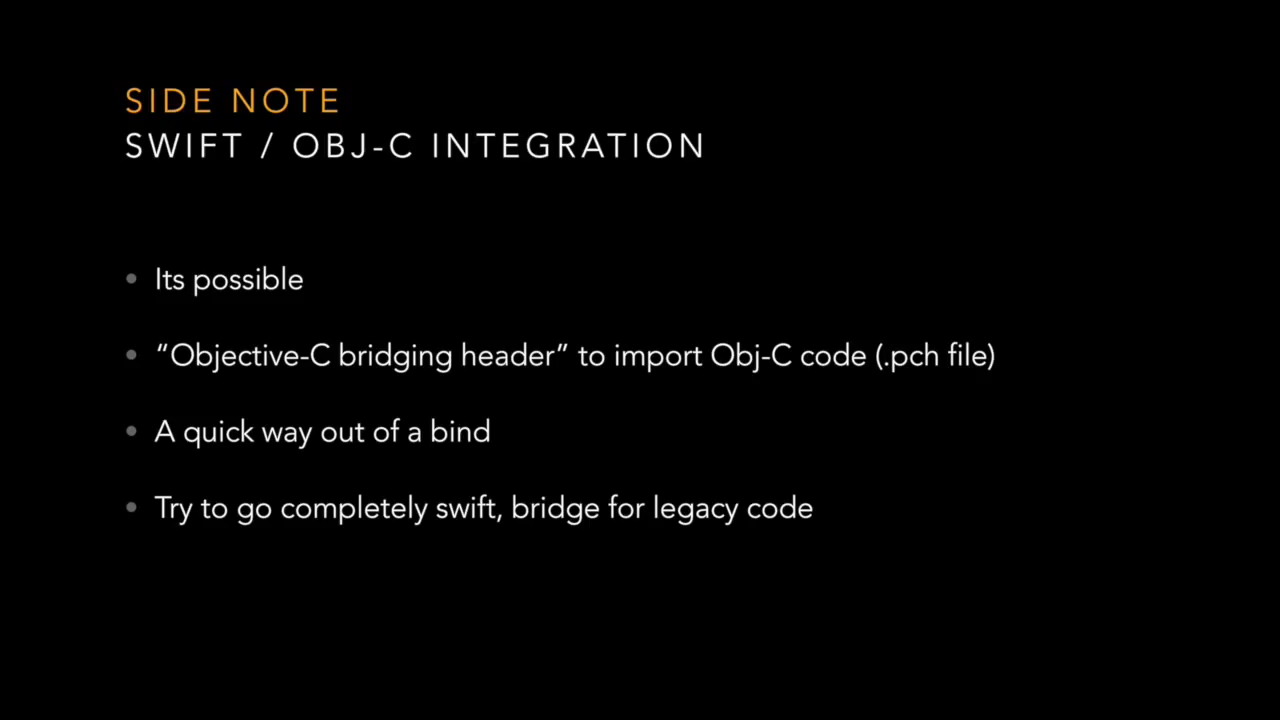 SIDE NOTE
SWIFT / OBJ-C INTEGRATION
• Its possible
• “Objective-C bridging header” to import Obj-C code (.pch file)
• A quick way out of a bind
• Try to go completely swift, bridge for legacy code